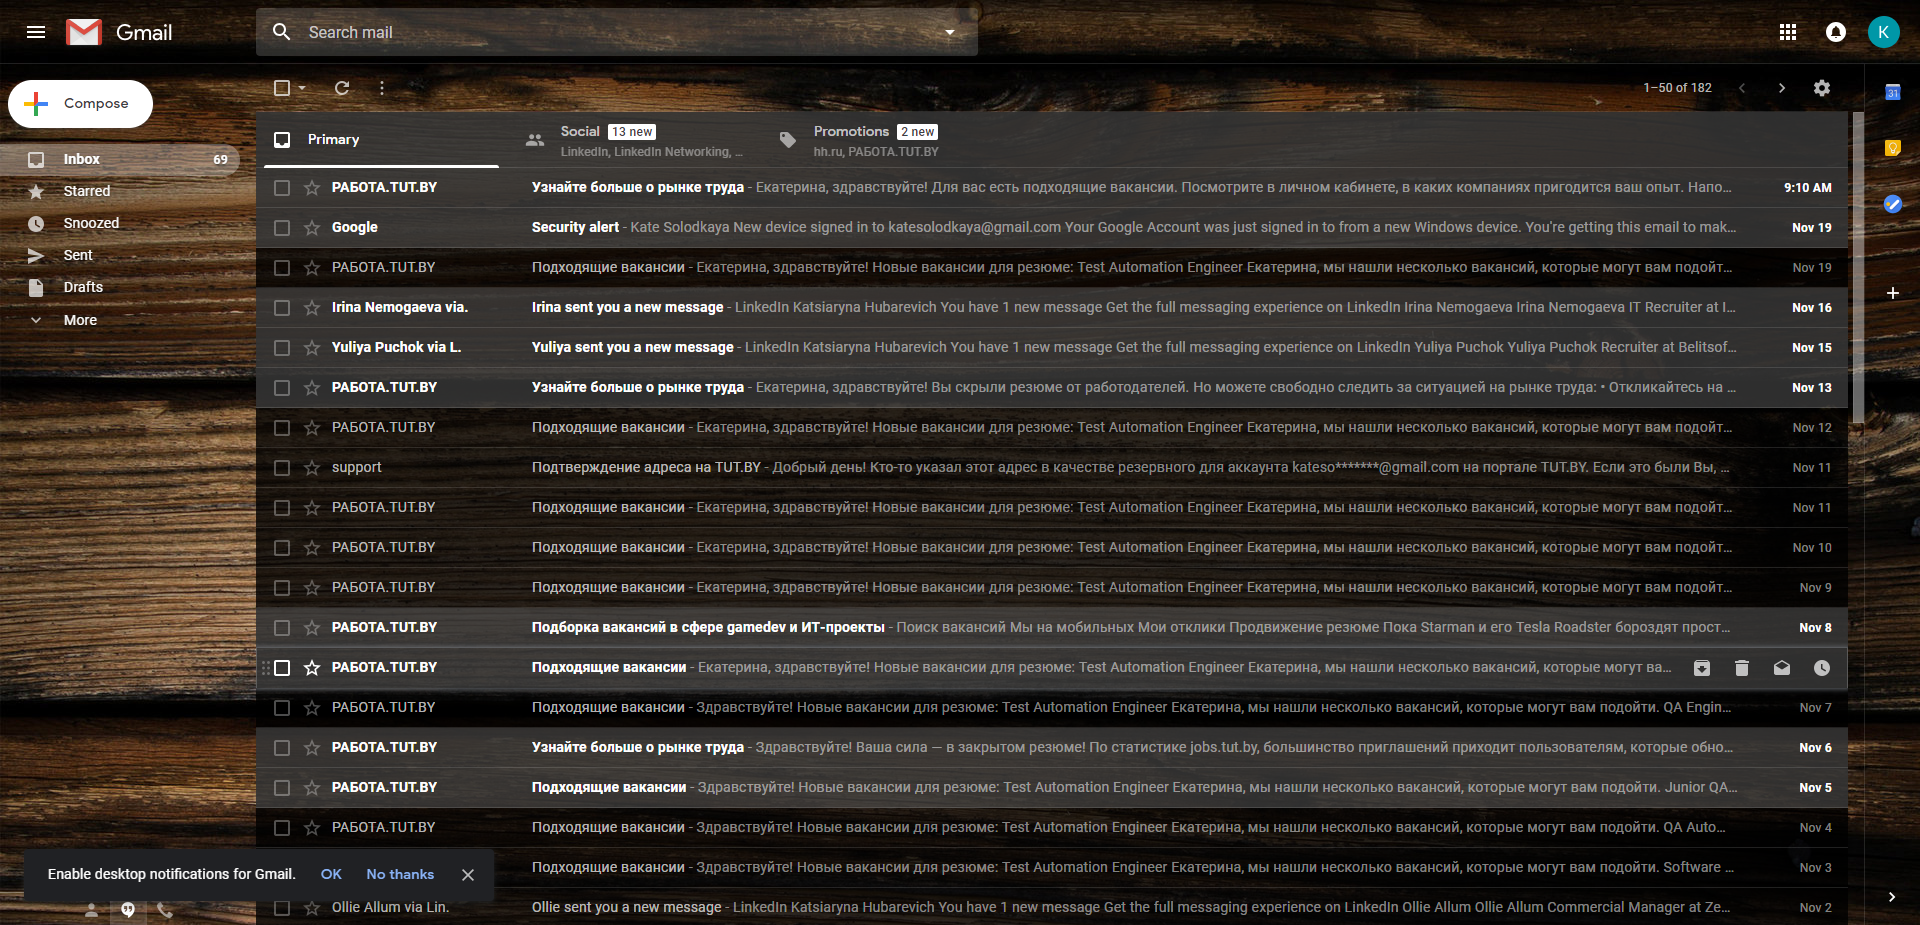 Gmail
Search mail
K
Compose
1–50 of 182
31
Primary
Social 13 new
LinkedIn, LinkedIn Networking, ...
Promotions 2 new
hh.ru, РАБОТА.TUT.BY
Inbox 69
Starred
Snoozed
Sent
Drafts
More
РАБОТА.TUT.BY Узнайте больше о рынке труда - Екатерина, здравствуйте! Для вас есть подходящие вакансии. Посмотрите в личном кабинете, в каких компаниях пригодится ваш опыт. Напо... 9:10 AM
Google Security alert - Kate Solodkaya New device signed in to katesolodkaya@gmail.com Your Google Account was just signed in to from a new Windows device. You're getting this email to mak... Nov 19
РАБОТА.TUT.BY Подходящие вакансии - Екатерина, здравствуйте! Новые вакансии для резюме: Test Automation Engineer Екатерина, мы нашли несколько вакансий, которые могут вам подойт... Nov 19
Irina Nemogaeva via. Irina sent you a new message - LinkedIn Katsiaryna Hubarevich You have 1 new message Get the full messaging experience on LinkedIn Irina Nemogaeva Irina Nemogaeva IT Recruiter at I... Nov 16
Yuliya Puchok via L. Yuliya sent you a new message - LinkedIn Katsiaryna Hubarevich You have 1 new message Get the full messaging experience on LinkedIn Yuliya Puchok Yuliya Puchok Recruiter at Belitsof... Nov 15
РАБОТА.TUT.BY Узнайте больше о рынке труда - Екатерина, здравствуйте! Вы скрыли резюме от работодателей. Но можете свободно следить за ситуацией на рынке труда: • Откликайтесь на ... Nov 13
РАБОТА.TUT.BY Подходящие вакансии - Екатерина, здравствуйте! Новые вакансии для резюме: Test Automation Engineer Екатерина, мы нашли несколько вакансий, которые могут вам подойт... Nov 12
support Подтверждение адреса на TUT.BY - Добрый день! Кто-то указал этот адрес в качестве резервного для аккаунта kateso*******@gmail.com на портале TUT.BY. Если это были Вы, ... Nov 11
РАБОТА.TUT.BY Подходящие вакансии - Екатерина, здравствуйте! Новые вакансии для резюме: Test Automation Engineer Екатерина, мы нашли несколько вакансий, которые могут вам подойт... Nov 11
РАБОТА.TUT.BY Подходящие вакансии - Екатерина, здравствуйте! Новые вакансии для резюме: Test Automation Engineer Екатерина, мы нашли несколько вакансий, которые могут вам подойт... Nov 10
РАБОТА.TUT.BY Подходящие вакансии - Екатерина, здравствуйте! Новые вакансии для резюме: Test Automation Engineer Екатерина, мы нашли несколько вакансий, которые могут вам подойт... Nov 9
РАБОТА.TUT.BY Подборка вакансий в сфере gamedev и ИТ-проекты - Поиск вакансий Мы на мобильных Мои отклики Продвижение резюме Пока Starman и его Tesla Roadster бороздят прост... Nov 8
РАБОТА.TUT.BY Подходящие вакансии - Екатерина, здравствуйте! Новые вакансии для резюме: Test Automation Engineer Екатерина, мы нашли несколько вакансий, которые могут ва...
РАБОТА.TUT.BY Подходящие вакансии - Здравствуйте! Новые вакансии для резюме: Test Automation Engineer Екатерина, мы нашли несколько вакансий, которые могут вам подойти. QA Engin... Nov 7
РАБОТА.TUT.BY Узнайте больше о рынке труда - Здравствуйте! Ваша сила — в закрытом резюме! По статистике jobs.tut.by, большинство приглашений приходит пользователям, которые обно... Nov 6
РАБОТА.TUT.BY Подходящие вакансии - Здравствуйте! Новые вакансии для резюме: Test Automation Engineer Екатерина, мы нашли несколько вакансий, которые могут вам подойти. Junior QA... Nov 5
РАБОТА.TUT.BY Подходящие вакансии - Здравствуйте! Новые вакансии для резюме: Test Automation Engineer Екатерина, мы нашли несколько вакансий, которые могут вам подойти. QA Auto... Nov 4
Подходящие вакансии - Здравствуйте! Новые вакансии для резюме: Test Automation Engineer Екатерина, мы нашли несколько вакансий, которые могут вам подойти. Software ... Nov 3
Enable desktop notifications for Gmail. OK No thanks
Ollie Allum via Lin. Ollie sent you a new message - LinkedIn Katsiaryna Hubarevich You have 1 new message Get the full messaging experience on LinkedIn Ollie Allum Ollie Allum Commercial Manager at Ze... Nov 2